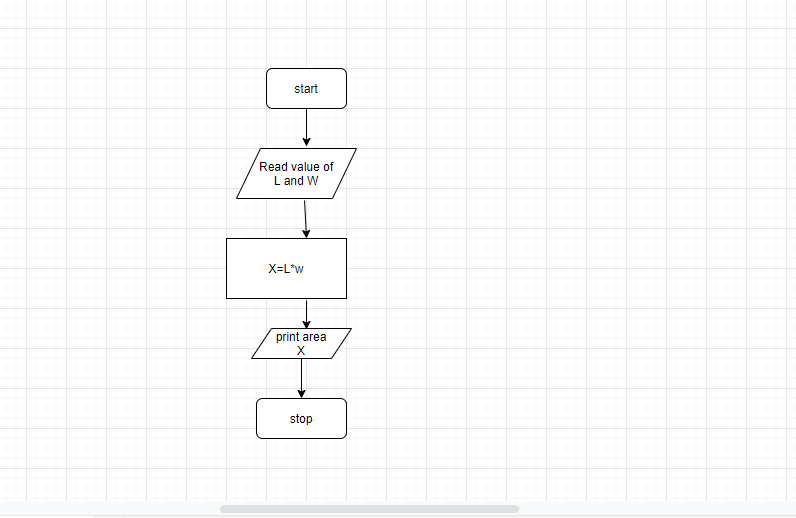 start
Read value of
L and W
X=L*w
print area
X
stop